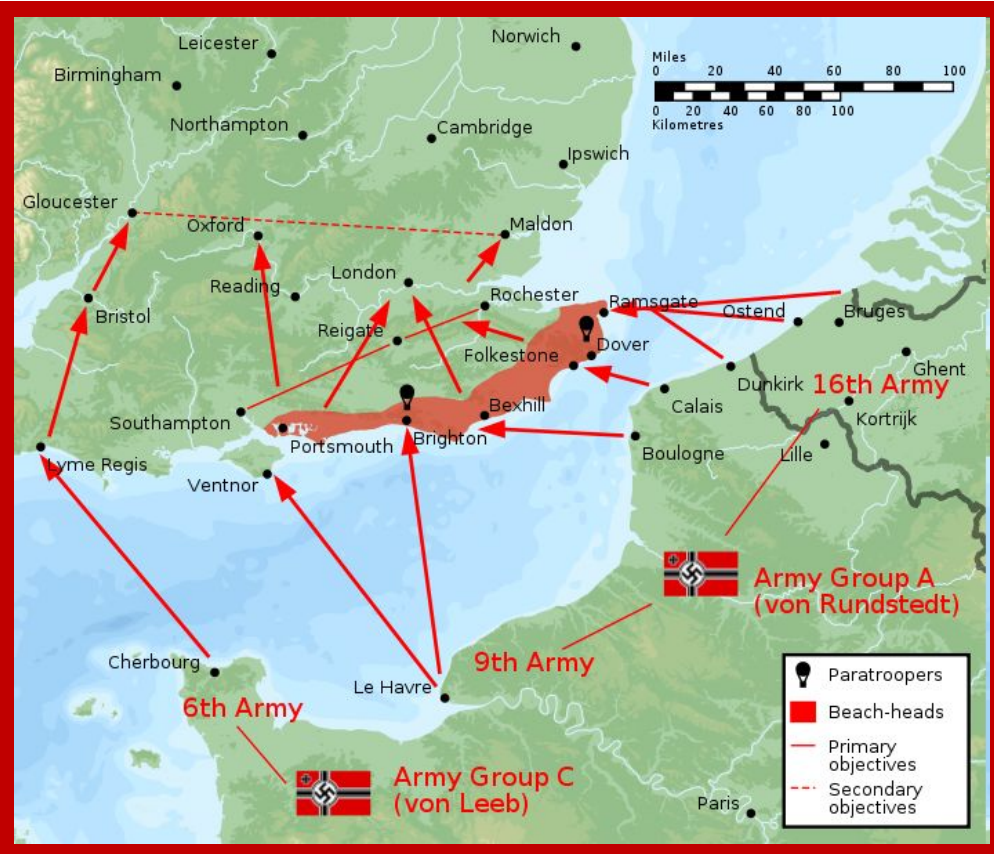 Norwich
Leicester
Miles
0 20 40 60 80 100
0 20 40 60 80 100
Kilometres
Birmingham
Northampton
Cambridge
Ipswich
Gloucester
Oxford
Maldon
London
Reading
Rochester
Ramsgate
Ostend
Bruges
Bristol
Reigate
Folkestone
Dover
Dunkirk
Ghent
16th Army
Calais
Kortrijk
Southampton
Bexhill
Portsmouth
Brighton
Boulogne
Lille
Lyme Regis
Ventnor
Army Group A
(von Rundstedt)
Cherbourg
9th Army
Le Havre
6th Army
Army Group C
(von Leeb)
Paris
Paratroopers
Beach-heads
Primary
objectives
Secondary
objectives